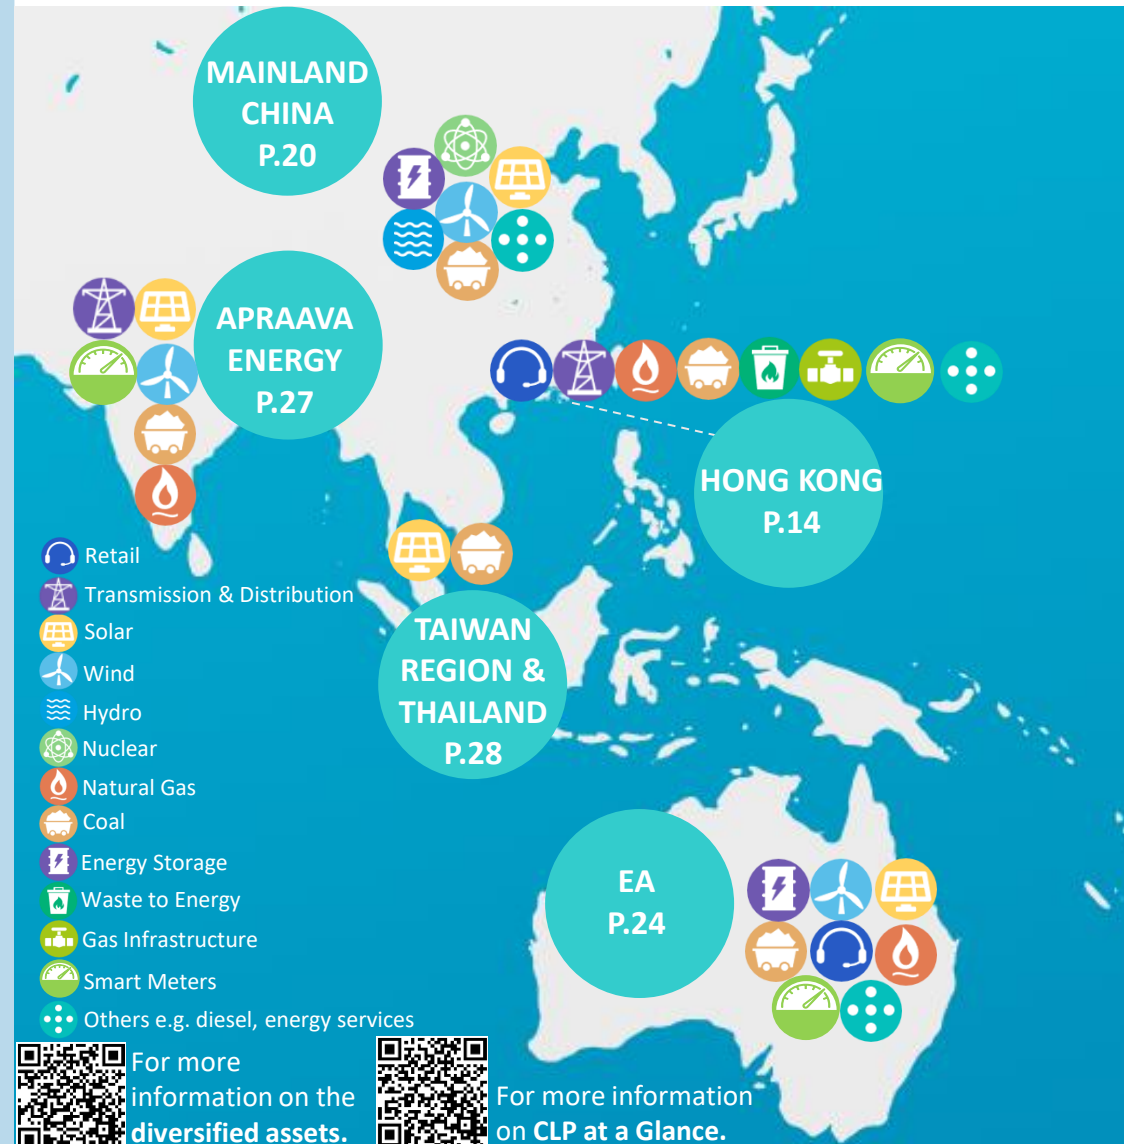 MAINLAND
CHINA
P.20
APRAAVA
ENERGY
P.27
HONG KONG
P.14
TAIWAN
REGION &
THAILAND
P.28
EA
P.24
Retail
Transmission & Distribution
Solar
Wind
Hydro
Nuclear
Natural Gas
Coal
Energy Storage
Waste to Energy
Gas Infrastructure
Smart Meters
Others e.g. diesel, energy services
For more
information on the
diversified assets.
For more information
on CLP at a Glance.